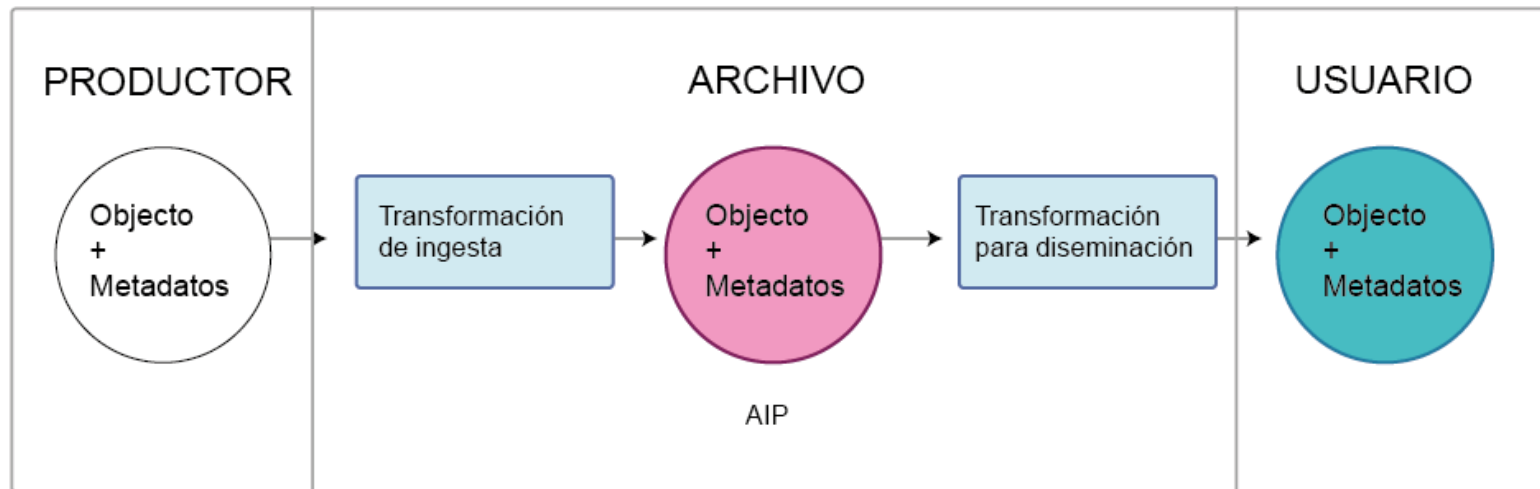 PRODUCTOR
ARCHIVO
USUARIO
Objecto
+
Metadatos
Transformación
de ingesta
Objecto
+
Metadatos
Transformación
para diseminación
Objecto
+
Metadatos
AIP